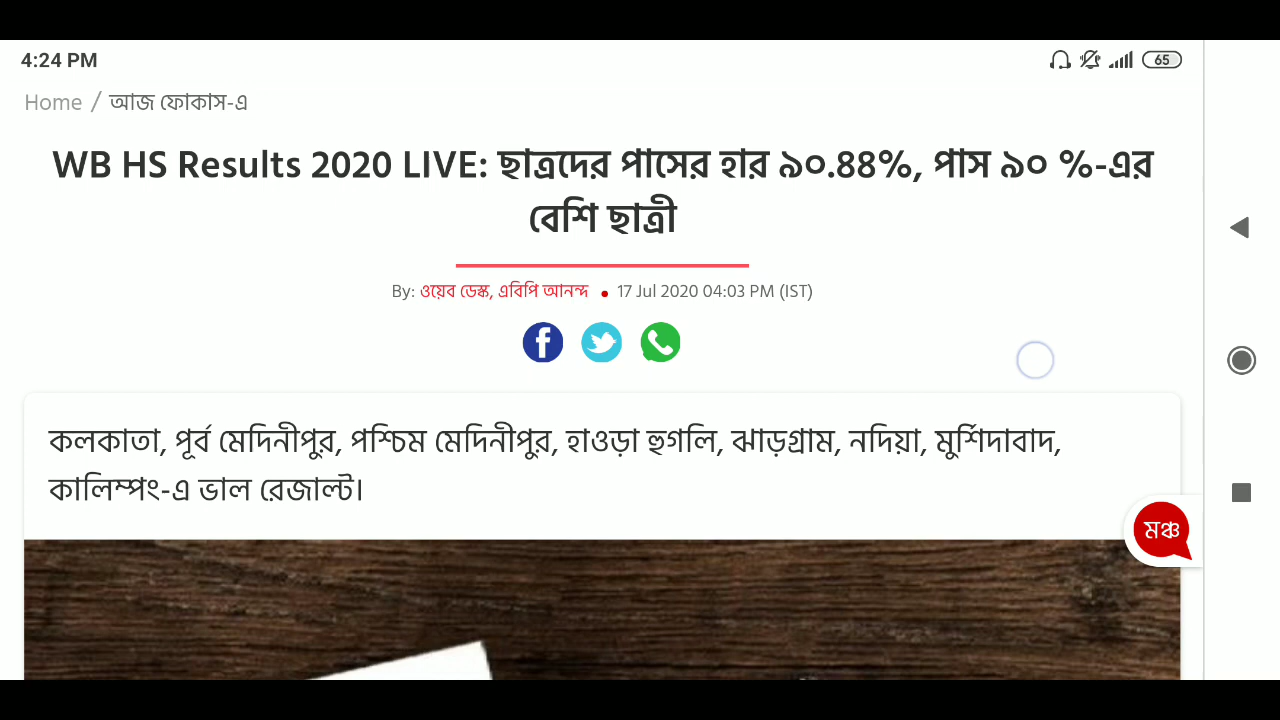 4:24 PM
65
Home / আজ ফোকাস-এ
WB HS Results 2020 LIVE: ছাত্রদের পাসের হার ৯০.88%, পাস ৯০ %-এর
বেশি ছাত্রী
By: ওয়েব ডেস্ক, এবিপি আনন্দ • 17 Jul 2020 04:03 PM (IST)
কলকাতা, পূর্ব মেদিনীপুর, পশ্চিম মেদিনীপুর, হাওড়া হুগলি, ঝাড়গ্রাম, নদিয়া, মুর্শিদাবাদ,
কালিম্পং-এ ভাল রেজাল্ট।
মঞ্চ